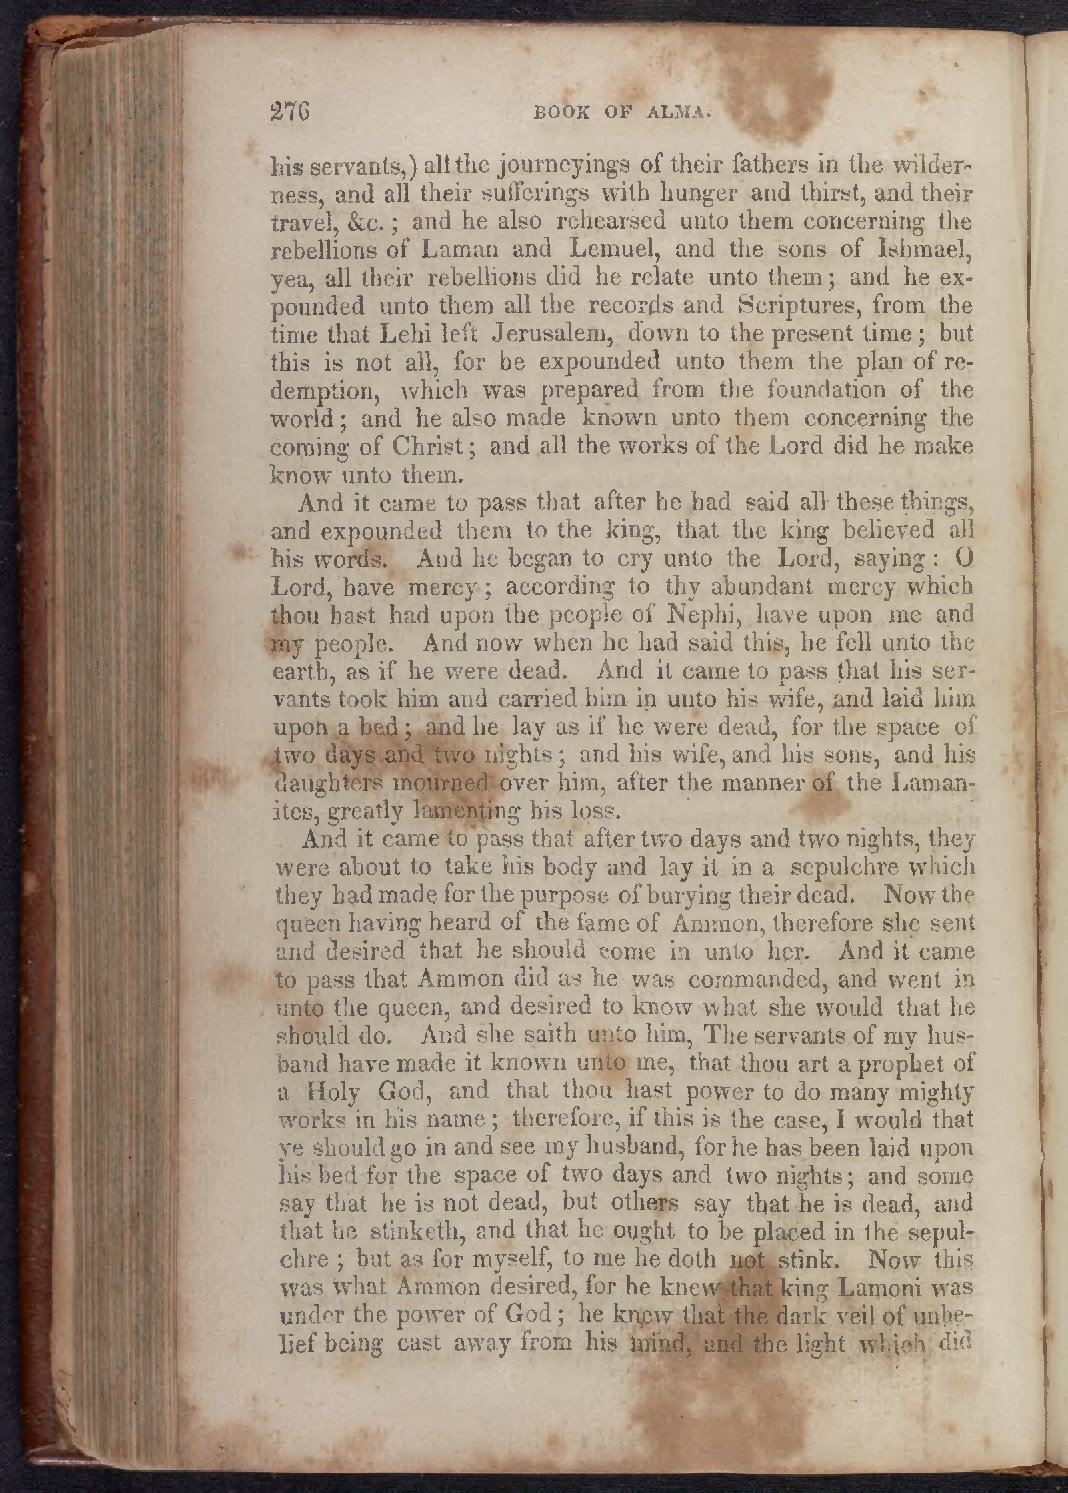 276 BOOK OF ALMA.
his servants,) all the journeyings of their fathers in the wilder-
ness, and all their sufferings with hunger and thirst, and their
travel, &c. ; and he also rehearsed unto them concerning the
rebellions of Laman and Lemuel, and the sons of Ishmael,
yea, all their rebellions did he relate unto them; and he ex-
pounded unto them all the records and Scriptures, from the
time that Lehi left Jerusalem, down to the present time; but
this is not all, for he expounded unto them the plan of re-
demption, which was prepared from the foundation of the
world; and he also made known unto them concerning the
coming of Christ; and all the works of the Lord did he make
know unto them.
And it came to pass that after he had said all these things,
and expounded them to the king, that the king believed all
his words. And he began to cry unto the Lord, saying: O
Lord, have mercy; according to thy abundant mercy which
thou hast had upon the people of Nephi, have upon me and
my people. And now when he had said this, he fell unto the
earth, as if he were dead. And it came to pass that his ser-
vants took him and carried him in unto his wife, and laid him
upon a bed; and he lay as if he were dead, for the space of
two days and two nights; and his wife, and his sons, and his
daughters mourned over him, after the manner of the Laman-
ites, greatly lamenting his loss.
And it came to pass that after two days and two nights, they
were about to take his body and lay it in a sepulchre which
they had made for the purpose of burying their dead. Now the
queen having heard of the fame of Ammon, therefore she sent
and desired that he should come in unto her. And it came
to pass that Ammon did as he was commanded, and went in
unto the queen, and desired to know what she would that he
should do. And she saith unto him, The servants of my hus-
band have made it known unto me, that thou art a prophet of
a Holy God, and that thou hast power to do many mighty
works in his name; therefore, if this is the case, I would that
ye should go in and see my husband, for he has been laid upon
his bed for the space of two days and two nights; and some
say that he is not dead, but others say that he is dead, and
that he stinketh, and that he ought to be placed in the sepul-
chre ; but as for myself, to me he doth not stink. Now this
was what Ammon desired, for he knew that king Lamoni was
under the power of God; he knew that the dark veil of unbe-
lief being cast away from his mind, and the light which did